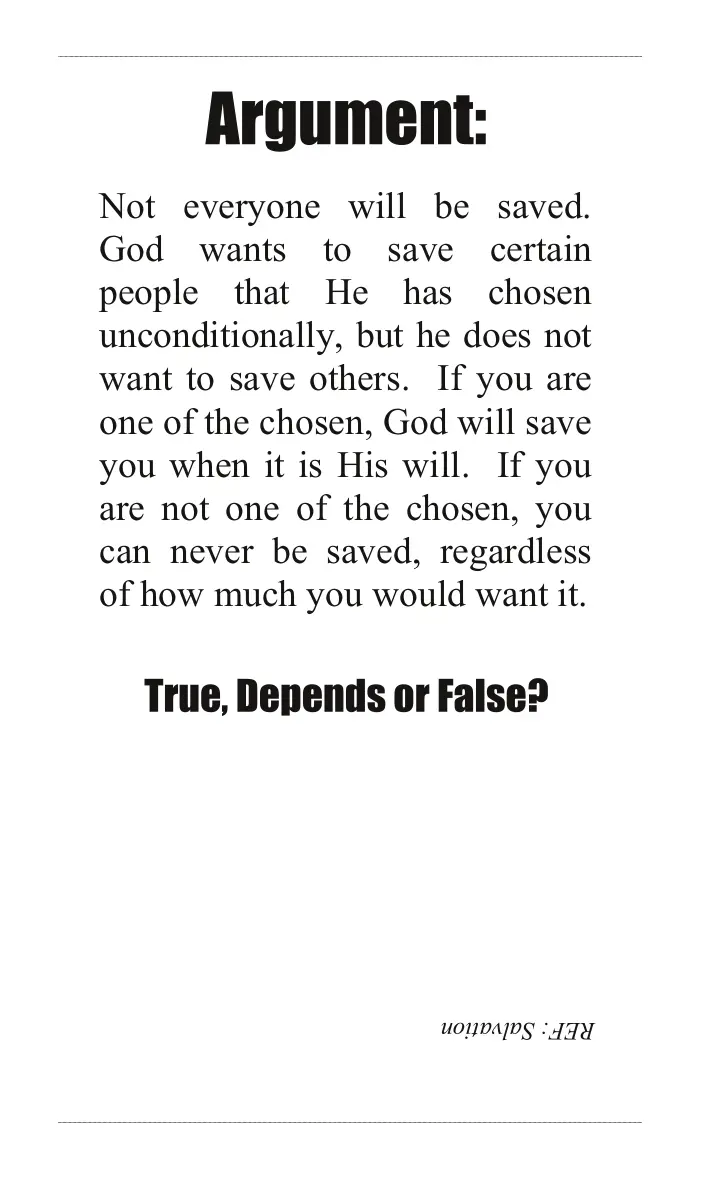 Argument:
Not everyone will be saved.
God wants to save certain
people that He has chosen
unconditionally, but he does not
want to save others.  If you are
one of the chosen, God will save
you when it is His will.  If you
are not one of the chosen, you
can never be saved, regardless
of how much you would want it.
True, Depends or False?
REF: Salvation